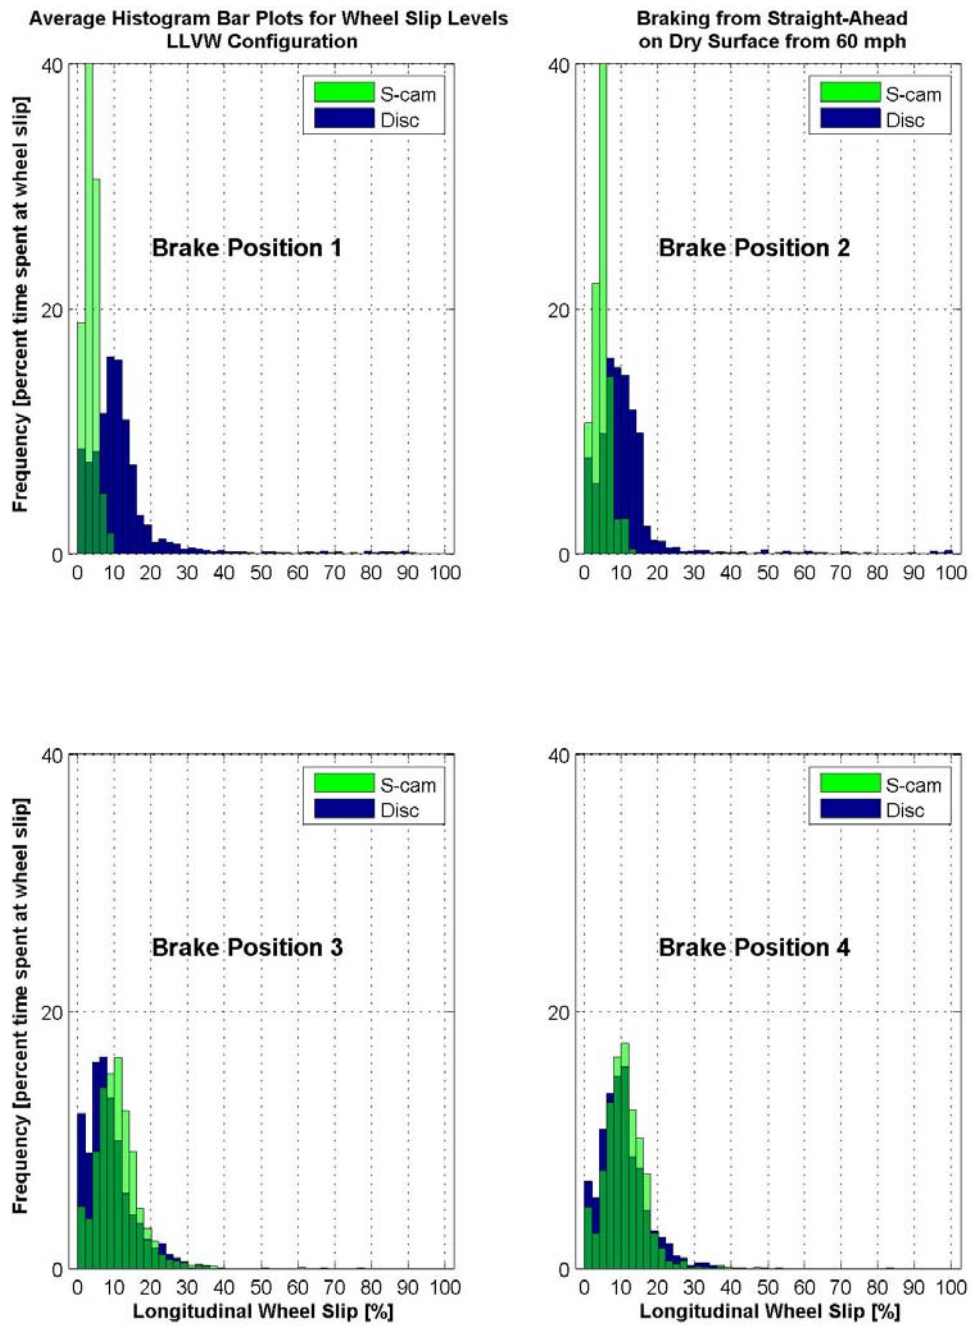 Average Histogram Bar Plots for Wheel Slip Levels
LLVW Configuration
Braking from Straight-Ahead
on Dry Surface from 60 mph
Frequency [percent time spent at wheel slip]
40
20
0
S-cam
Disc
Brake Position 1
0 10 20 30 40 50 60 70 80 90 100
40
20
0
S-cam
Disc
Brake Position 2
0 10 20 30 40 50 60 70 80 90 100
Frequency [percent time spent at wheel slip]
40
20
0
S-cam
Disc
Brake Position 3
0 10 20 30 40 50 60 70 80 90 100
Longitudinal Wheel Slip [%]
40
20
0
S-cam
Disc
Brake Position 4
0 10 20 30 40 50 60 70 80 90 100
Longitudinal Wheel Slip [%]